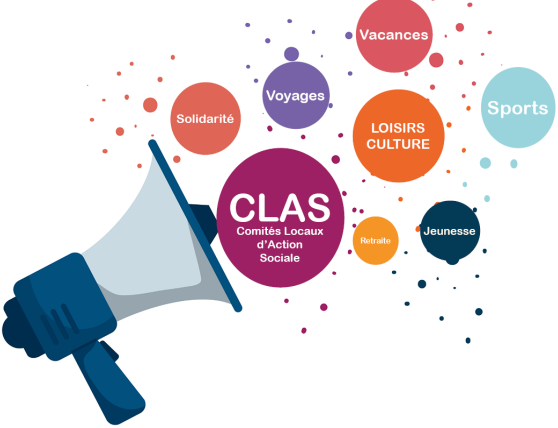 Vacances
Voyages
Sports
Solidarité
LOISIRS
CULTURE
CLAS
Comités Locaux
d'Action
Sociale
Retraite
Jeunesse